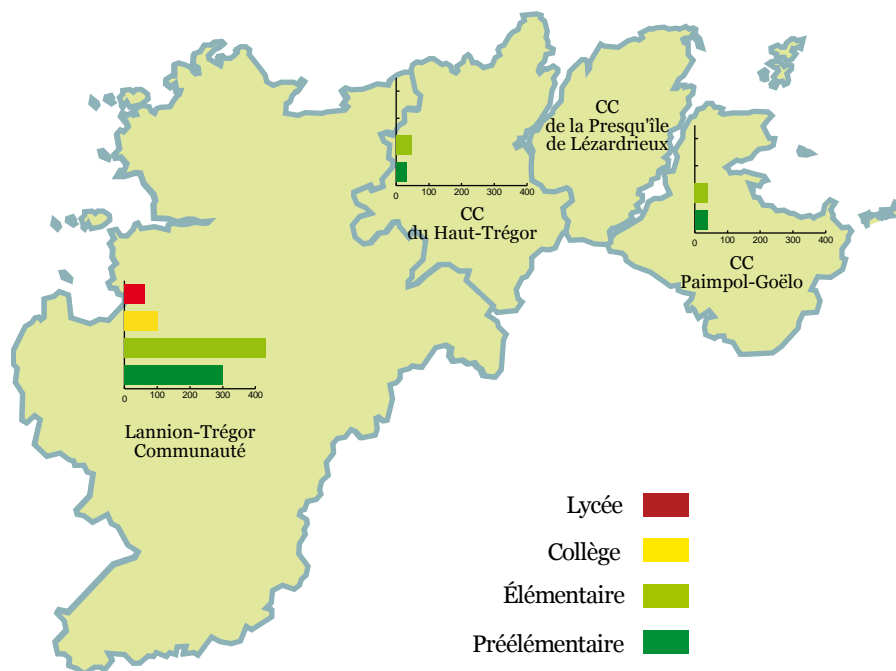 CC
de la Presqu'île
de Lézardrieux
0 100 200 300 400
CC
du Haut-Trégor
0 100 200 300 400
CC
Paimpol-Goëlo
0 100 200 300 400
Lannion-Trégor
Communauté
Lycée
Collège
Élémentaire
Préélémentaire